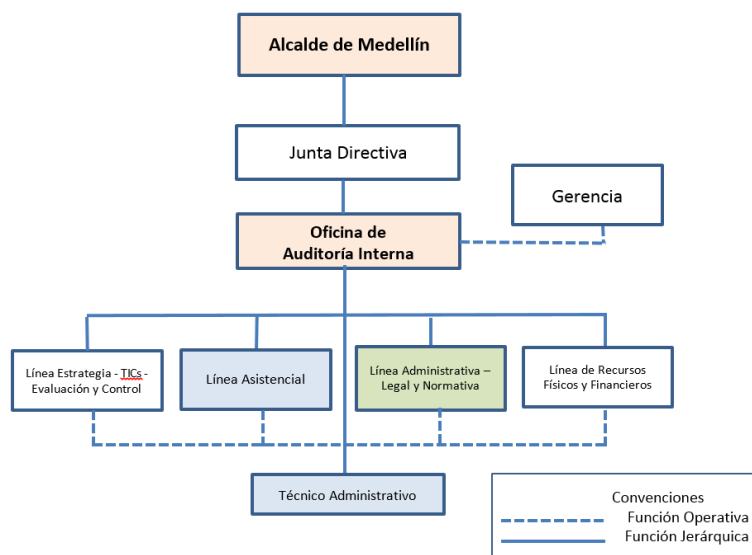 Alcalde de Medellín
Junta Directiva
Gerencia
Oficina de
Auditoría Interna
Línea Estrategia - TICs -
Evaluación y Control
Línea Asistencial
Línea Administrativa –
Legal y Normativa
Línea de Recursos
Físicos y Financieros
Técnico Administrativo
Convenciones
Función Operativa
Función Jerárquica